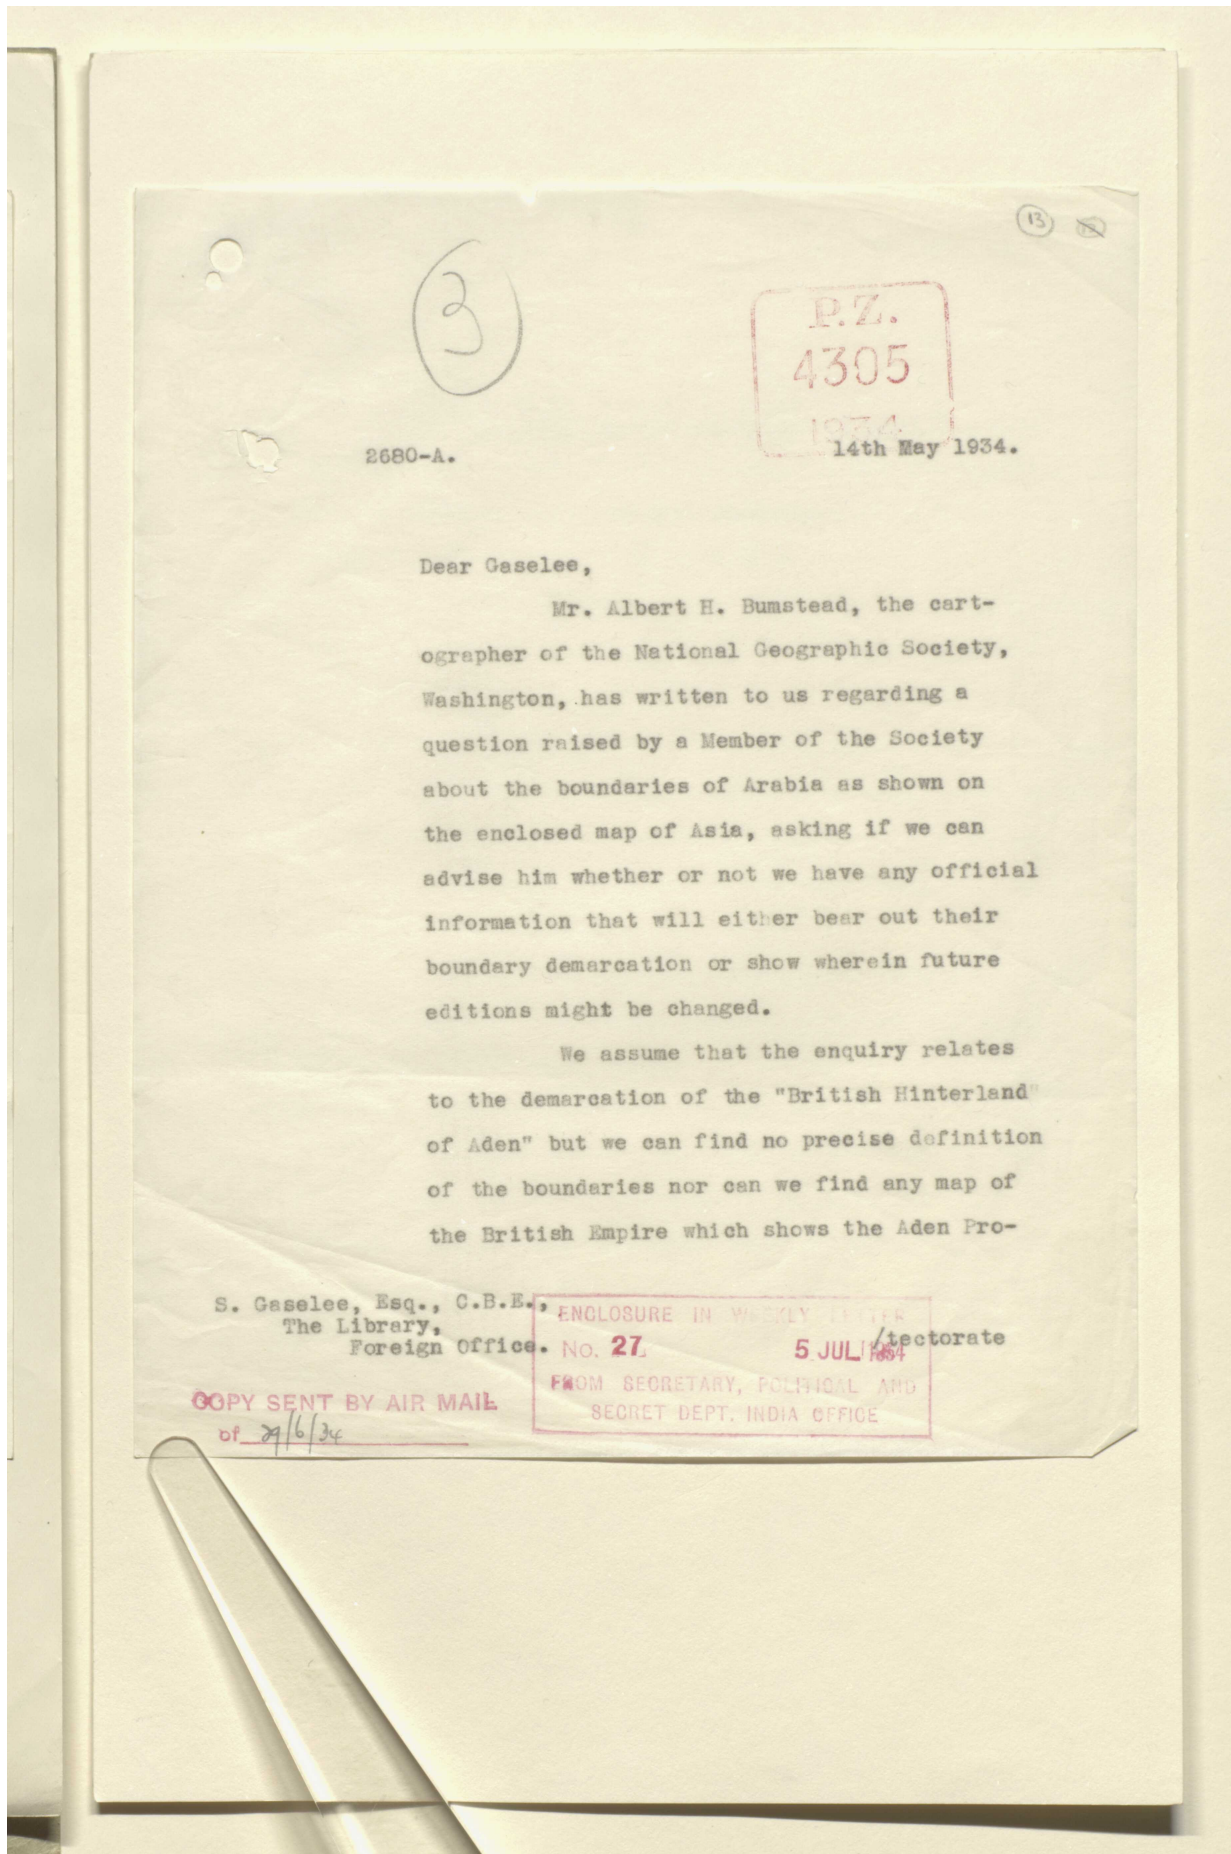 13
3
P.Z.
4305
1934
2680-A.
14th May 1934.
Dear Gaselee,
Mr. Albert H. Bumstead, the cart-
ographer of the National Geographic Society,
Washington, has written to us regarding a
question raised by a Member of the Society
about the boundaries of Arabia as shown on
the enclosed map of Asia, asking if we can
advise him whether or not we have any official
information that will either bear out their
boundary demarcation or show wherein future
editions might be changed.
We assume that the enquiry relates
to the demarcation of the "British Hinterland"
of Aden" but we can find no precise definition
of the boundaries nor can we find any map of
the British Empire which shows the Aden Pro-
/tectorate
S. Gaselee, Esq., C.B.E.,
The Library,
Foreign Office.
ENCLOSURE IN WEEKLY LETTER
No. 27 5 JUL 1934
FROM SECRETARY, POLITICAL AND
SECRET DEPT. INDIA OFFICE
COPY SENT BY AIR MAIL
of 29/6/34